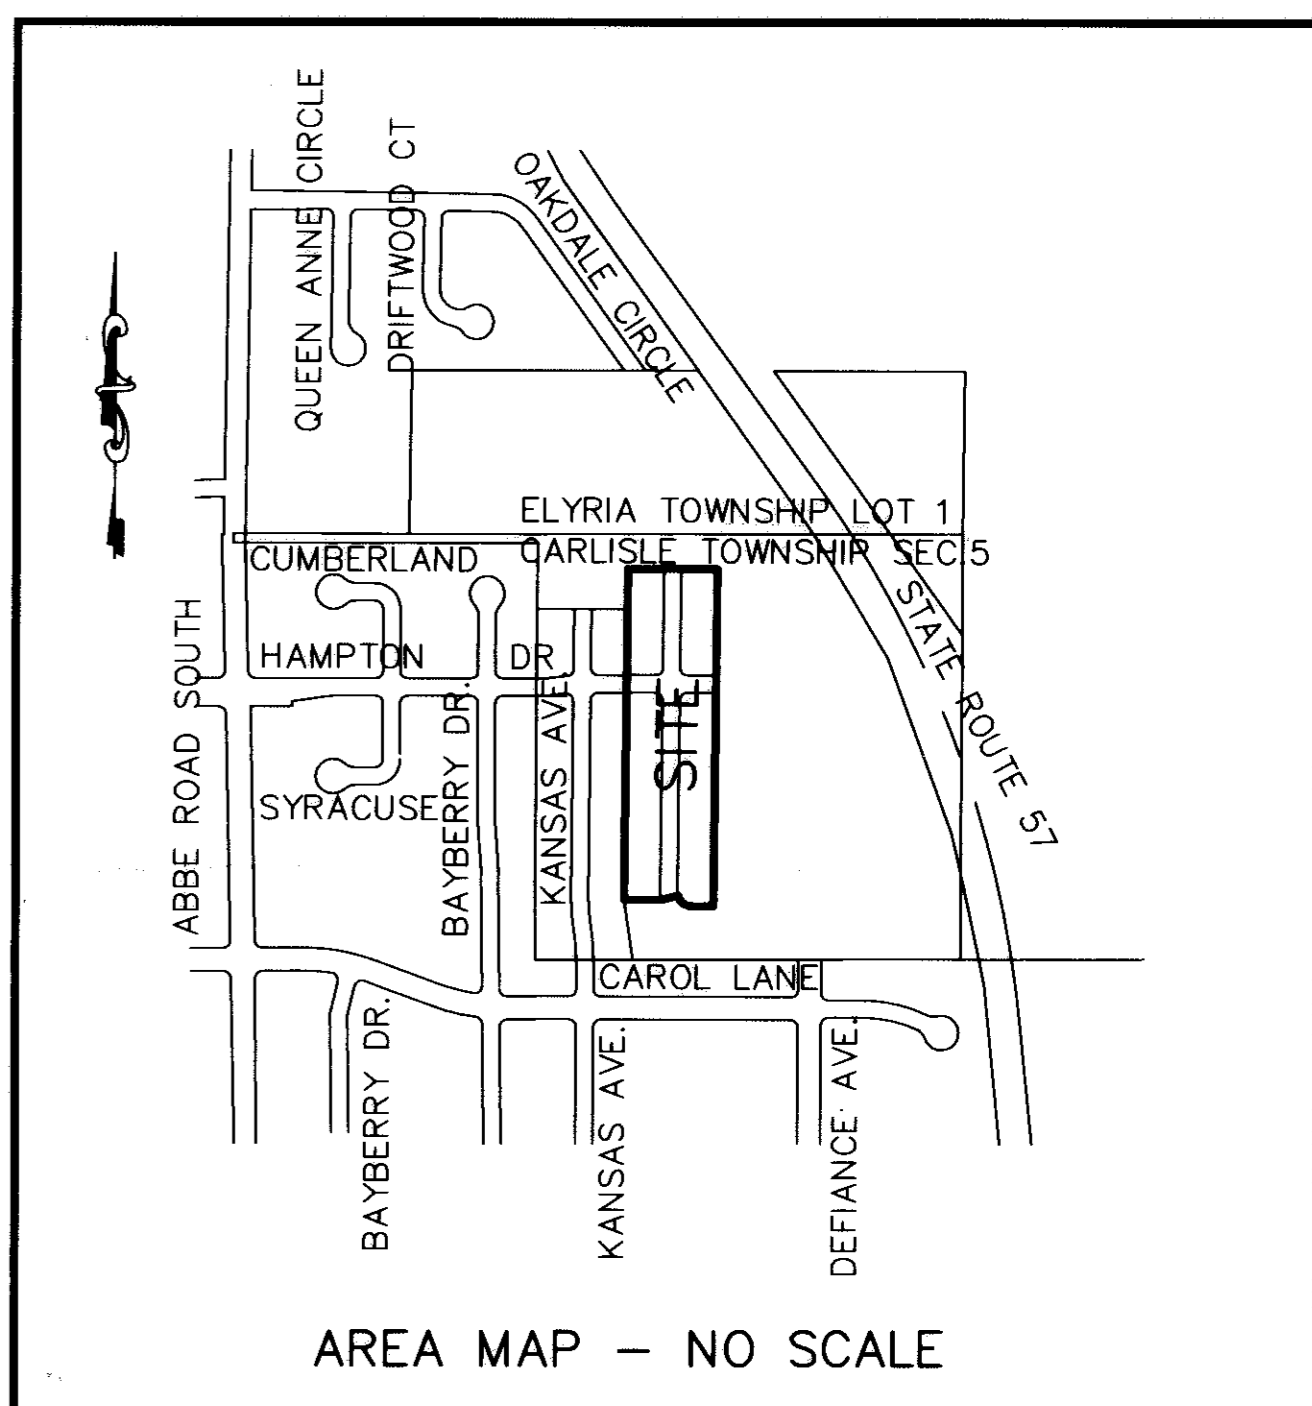 QUEEN ANNE CIRCLE
DRIFTWOOD CT
OAKDALE CIRCLE
ELYRIA TOWNSHIP LOT 1
CARLISLE TOWNSHIP SEC.5
CUMBERLAND
STATE ROUTE 57
HAMPTON DR.
ABBE ROAD SOUTH
BAYBERRY DR.
KANSAS AVE.
SITE
SYRACUSE
CAROL LANE
BAYBERRY DR.
KANSAS AVE.
DEFIANCE AVE.
AREA MAP – NO SCALE